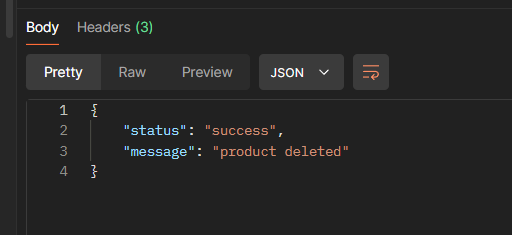 Body Headers (3)
Pretty Raw Preview JSON
1 {
2 "status": "success",
3 "message": "product deleted"
4 }